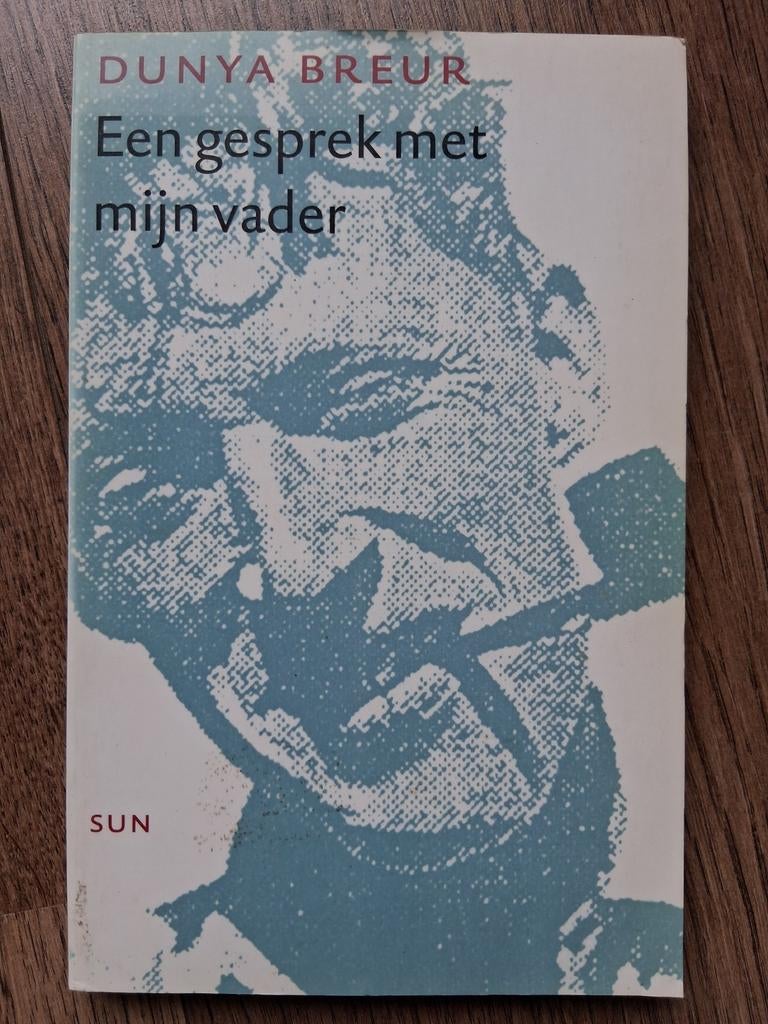 DUNYA BREUR
Een gesprek met
mijn vader
SUN